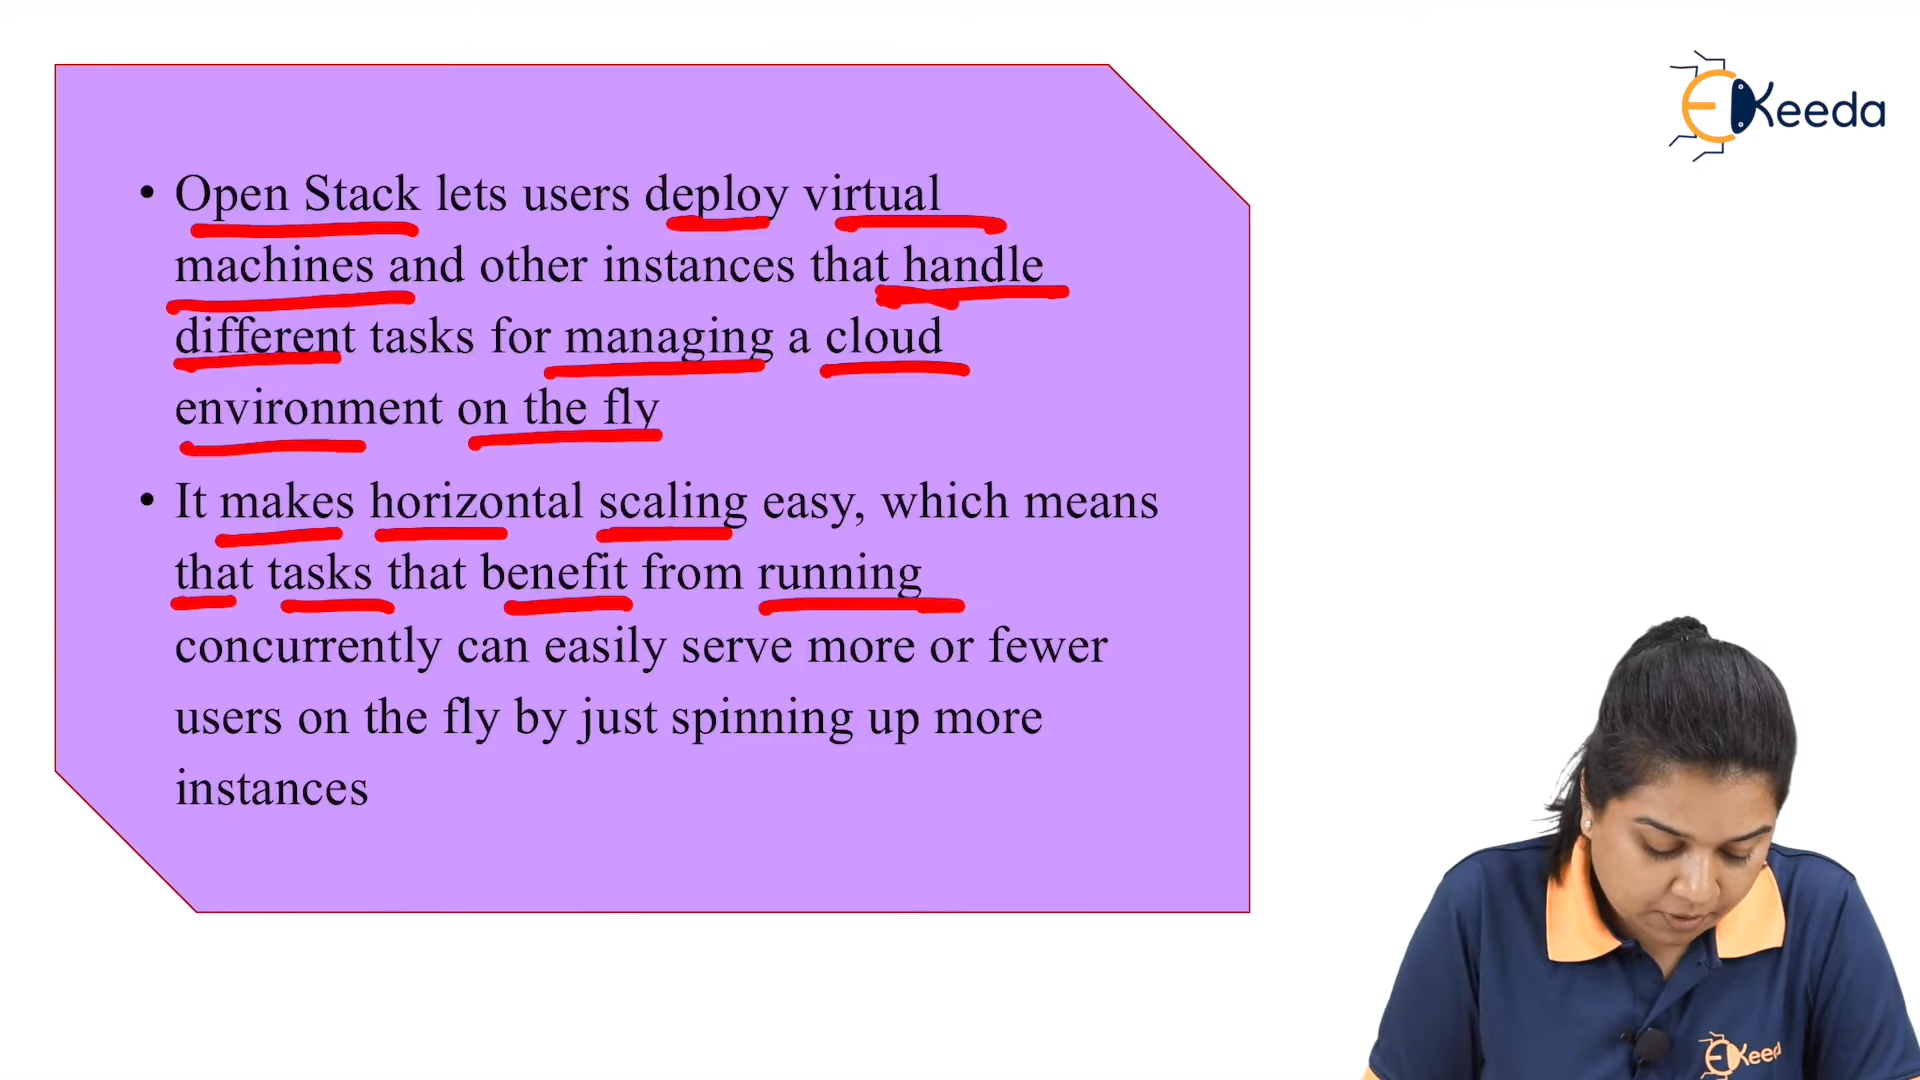 EKeeda
• Open Stack lets users deploy virtual
machines and other instances that handle
different tasks for managing a cloud
environment on the fly
• It makes horizontal scaling easy, which means
that tasks that benefit from running
concurrently can easily serve more or fewer
users on the fly by just spinning up more
instances
EKeeda